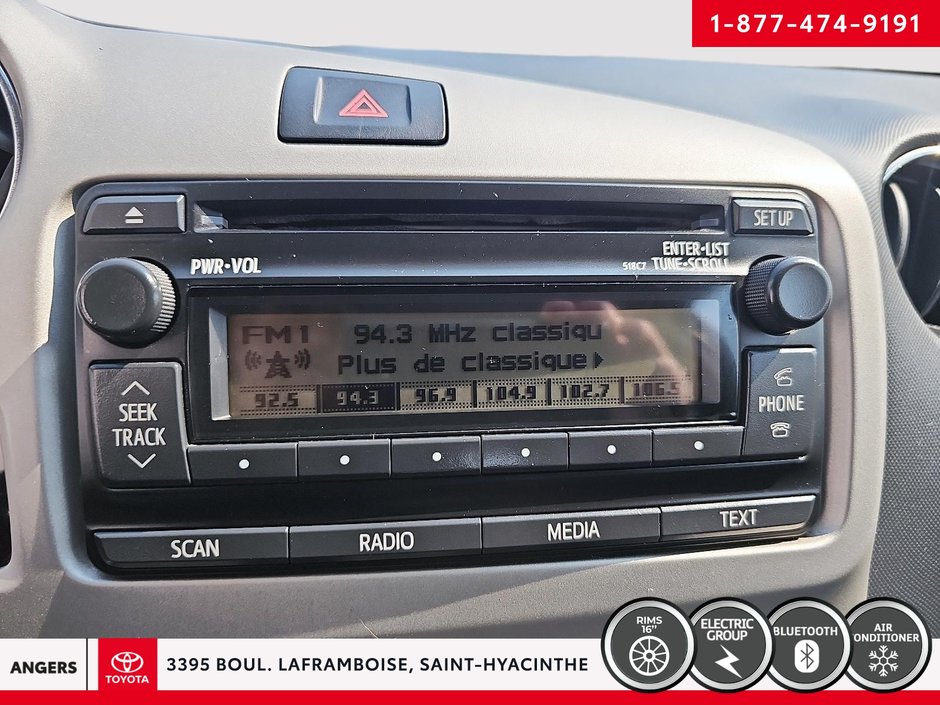 1-877-474-9191
SET UP
PWR•VOL
ENTER•LIST
518C7 TUNE•SCROLL
FM1 94.3 MHz classiqu
Plus de classique
92.5 94.3 96.9 104.9 102.7 106.5
SEEK
TRACK
PHONE
SCAN RADIO MEDIA TEXT
RIMS
16"
ELECTRIC
GROUP
BLUETOOTH
AIR
CONDITIONER
ANGERS TOYOTA 3395 BOUL. LAFRAMBOISE, SAINT-HYACINTHE